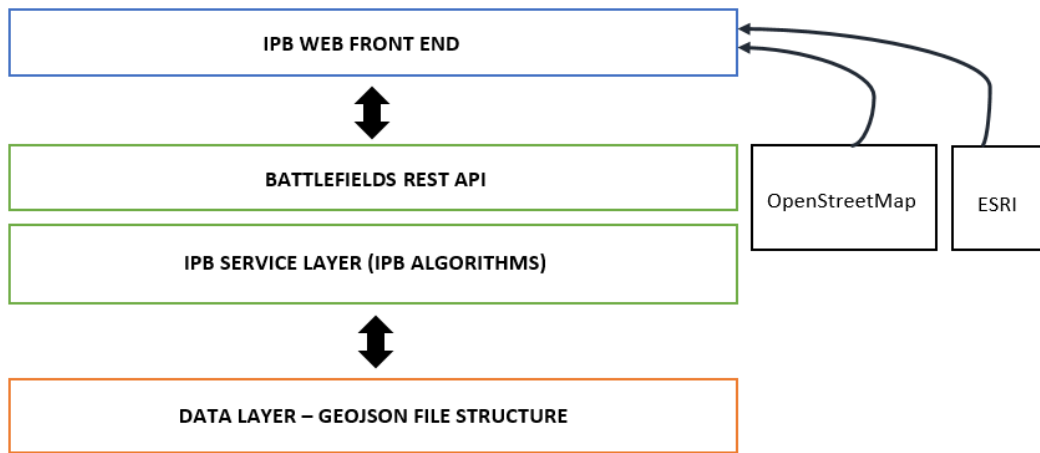 IPB WEB FRONT END
BATTLEFIELDS REST API
OpenStreetMap
ESRI
IPB SERVICE LAYER (IPB ALGORITHMS)
DATA LAYER – GEOJSON FILE STRUCTURE